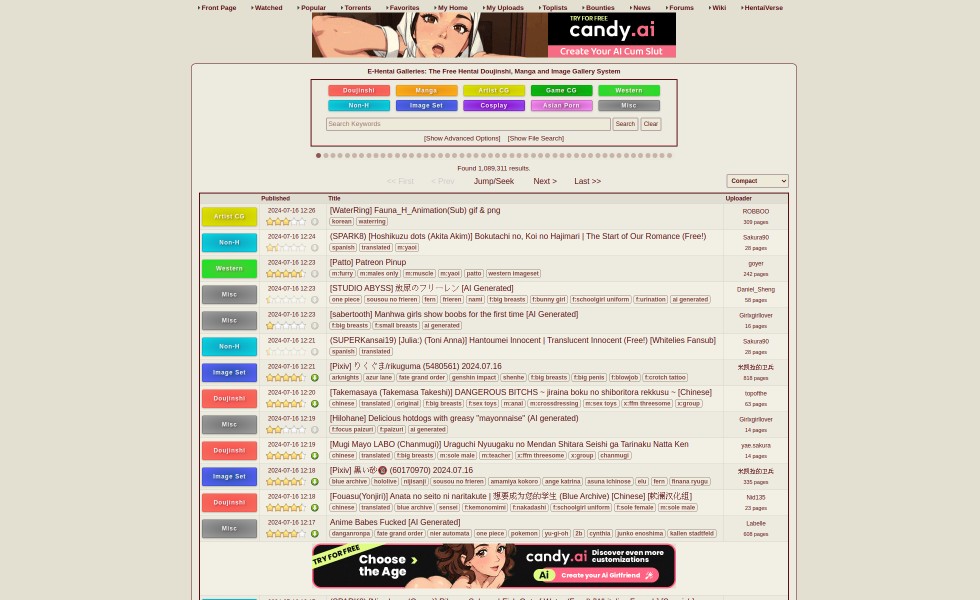 Front Page Watched Popular Torrents Favorites My Home My Uploads Toplists Bounties News Forums Wiki HentaiVerse
TRY FOR FREE
candy.ai
Create Your AI Cum Slut
E-Hentai Galleries: The Free Hentai Doujinshi, Manga and Image Gallery System
Doujinshi Manga Artist CG Game CG Western
Non-H Image Set Cosplay Asian Porn Misc
Search Keywords Search Clear
[Show Advanced Options] [Show File Search]
Found 1,089,311 results.
<< First < Prev Jump/Seek Next > Last >> Compact
Published Title Uploader
Artist CG 2024-07-16 12:26 [WaterRing] Fauna_H_Animation(Sub) gif & png ROBBOO
korean waterring 309 pages
Non-H 2024-07-16 12:24 (SPARK8) [Hoshikuzu dots (Akita Akim)] Bokutachi no, Koi no Hajimari | The Start of Our Romance (Free!) Sakura90
spanish translated m:yaoi 28 pages
Western 2024-07-16 12:23 [Patto] Patreon Pinup goyer
m:furry m:males only m:muscle m:yaoi patto western imageset 242 pages
Misc 2024-07-16 12:23 [STUDIO ABYSS] 放尿のフリーレン [AI Generated] Daniel_Sheng
one piece sousou no frieren fern frieren nami f:big breasts f:bunny girl f:schoolgirl uniform f:urination ai generated 58 pages
Misc 2024-07-16 12:23 [sabertooth] Manhwa girls show boobs for the first time [AI Generated] Girlxgirllover
f:big breasts f:small breasts ai generated 16 pages
Non-H 2024-07-16 12:21 (SUPERKansai19) [Julia:) (Toni Anna)] Hantoumei Innocent | Translucent Innocent (Free!) [Whitelies Fansub] Sakura90
spanish translated 28 pages
Image Set 2024-07-16 12:21 [Pixiv] りくぐま/rikuguma (5480561) 2024.07.16
arknights azur lane fate grand order genshin impact shenhe f:big breasts f:big penis f:blowjob f:crotch tattoo 818 pages
Doujinshi 2024-07-16 12:20 [Takemasaya (Takemasa Takeshi)] DANGEROUS BITCHS ~ jiraina boku no shiboritora rekkusu ~ [Chinese] topofthe
chinese translated original f:big breasts f:sex toys m:anal m:crossdressing m:sex toys x:ffm threesome x:group 63 pages
Misc 2024-07-16 12:19 [Hilohane] Delicious hotdogs with greasy "mayonnaise" (AI generated) Girlxgirllover
f:focus paizuri f:paizuri ai generated 14 pages
Doujinshi 2024-07-16 12:19 [Mugi Mayo LABO (Chanmugi)] Uraguchi Nyuugaku no Mendan Shitara Seishi ga Tarinaku Natta Ken yae.sakura
chinese translated f:big breasts m:sole male m:teacher x:ffm threesome x:group chanmugi 14 pages
Image Set 2024-07-16 12:18 [Pixiv] 黒い砂 (60170970) 2024.07.16
blue archive hololive nijisanji sousou no frieren amamiya kokoro ange katrina asuna ichinose elu fern finana ryugu 335 pages
Doujinshi 2024-07-16 12:18 [Fouasu(Yonjiri)] Anata no seito ni naritakute | 想要成为您的学生 (Blue Archive) [Chinese] Nid135
chinese translated blue archive sensei f:kemonomimi f:nakadashi f:schoolgirl uniform f:sole female m:sole male 23 pages
Misc 2024-07-16 12:17 Anime Babes Fucked [AI Generated] Labelle
danganronpa fate grand order nier automata one piece pokemon yu-gi-oh 2b cynthia junko enoshima kallen stadtfeld 608 pages
TRY FOR FREE
Choose the Age
candy.ai Discover even more customizations
Ai Create your AI Girlfriend